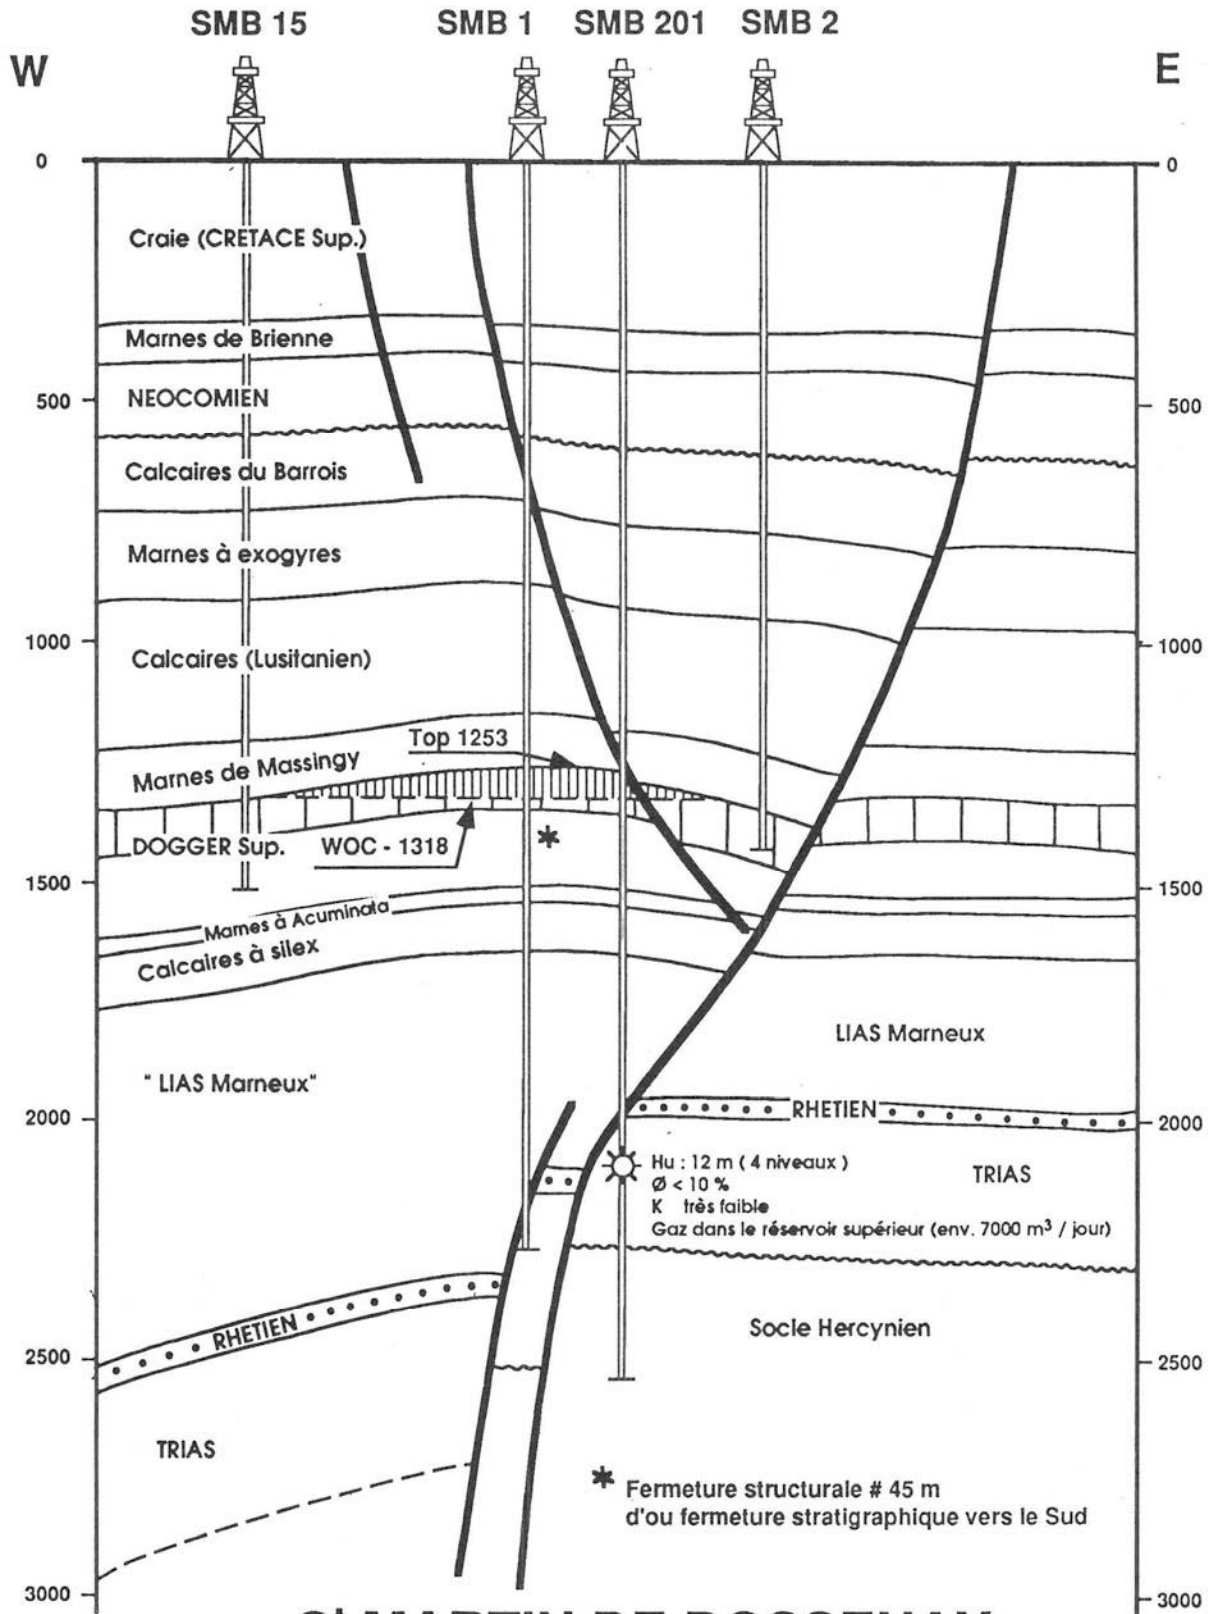 SMB 15 SMB 1 SMB 201 SMB 2
W E
0 0
Craie (CRETACE Sup.)
Marnes de Brienne
NEOCOMIEN
500 500
Calcaires du Barrois
Marnes à exogyres
1000 1000
Calcaires (Lusitanien)
Top 1253
Marnes de Massingy
DOGGER Sup. WOC - 1318
1500 1500
Marnes à Acuminata
Calcaires à silex
LIAS Marneux
" LIAS Marneux"
2000 RHETIEN 2000
Hu : 12 m ( 4 niveaux )
Ø < 10 %
K très faible
Gaz dans le réservoir supérieur (env. 7000 m³ / jour)
TRIAS
RHETIEN
Socle Hercynien
2500 2500
TRIAS
* Fermeture structurale # 45 m
d'ou fermeture stratigraphique vers le Sud
3000 3000